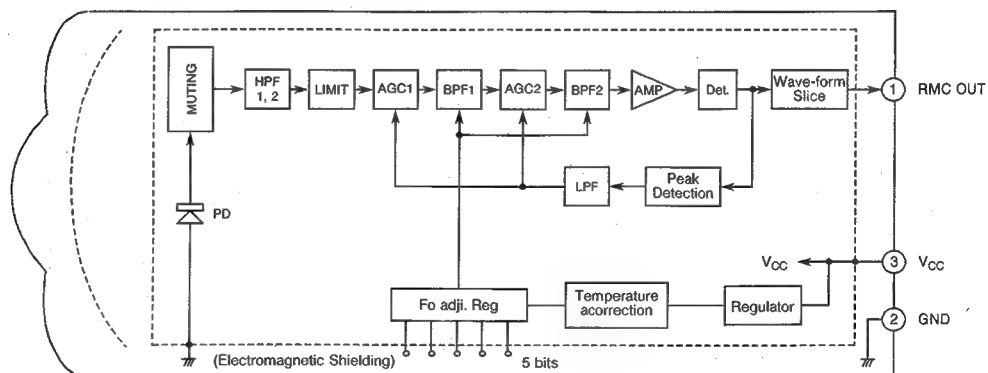 MUTING
HPF
1, 2
LIMIT
AGC1
BPF1
AGC2
BPF2
AMP
Det.
Wave-form
Slice
1
RMC OUT
LPF
Peak
Detection
PD
VCC
3
VCC
Fo adji. Reg
Temperature
acorrection
Regulator
2
GND
(Electromagnetic Shielding)
5 bits